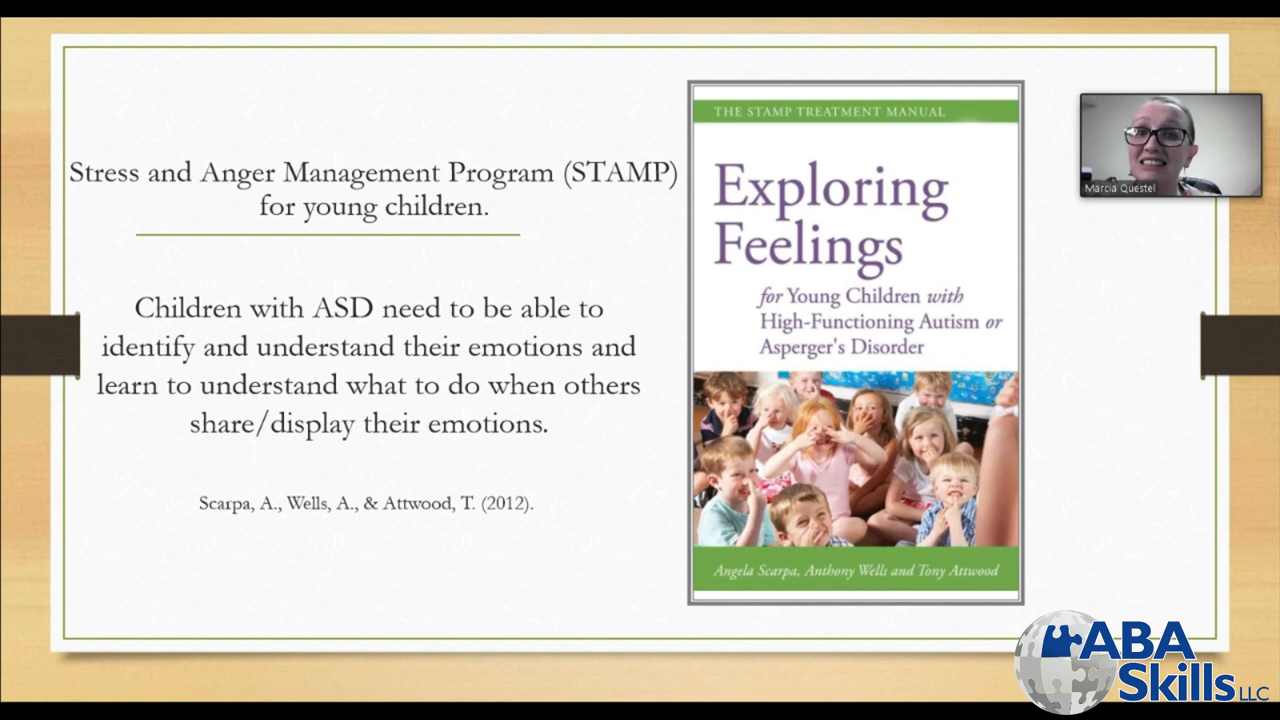 Stress and Anger Management Program (STAMP)
for young children.
Children with ASD need to be able to
identify and understand their emotions and
learn to understand what to do when others
share/display their emotions.
Scarpa, A., Wells, A., & Attwood, T. (2012).
THE STAMP TREATMENT MANUAL
Exploring
Feelings
for Young Children with
High-Functioning Autism or
Asperger's Disorder
Angela Scarpa, Anthony Wells and Tony Attwood
Marcia Questel
ABA
Skills LLC